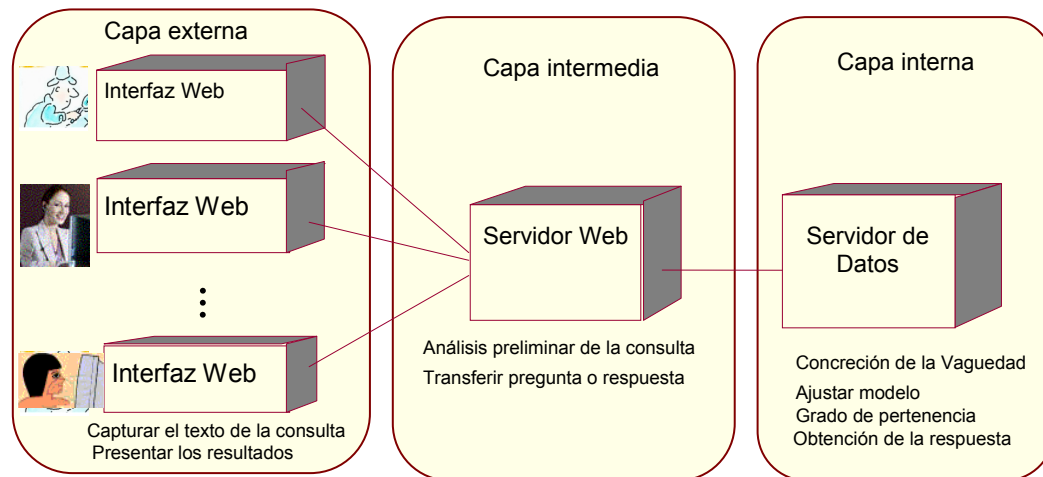 Capa externa
Interfaz Web
Interfaz Web
Interfaz Web
Capturar el texto de la consulta
Presentar los resultados
Capa intermedia
Servidor Web
Análisis preliminar de la consulta
Transferir pregunta o respuesta
Capa interna
Servidor de
Datos
Concreción de la Vaguedad
Ajustar modelo
Grado de pertenencia
Obtención de la respuesta